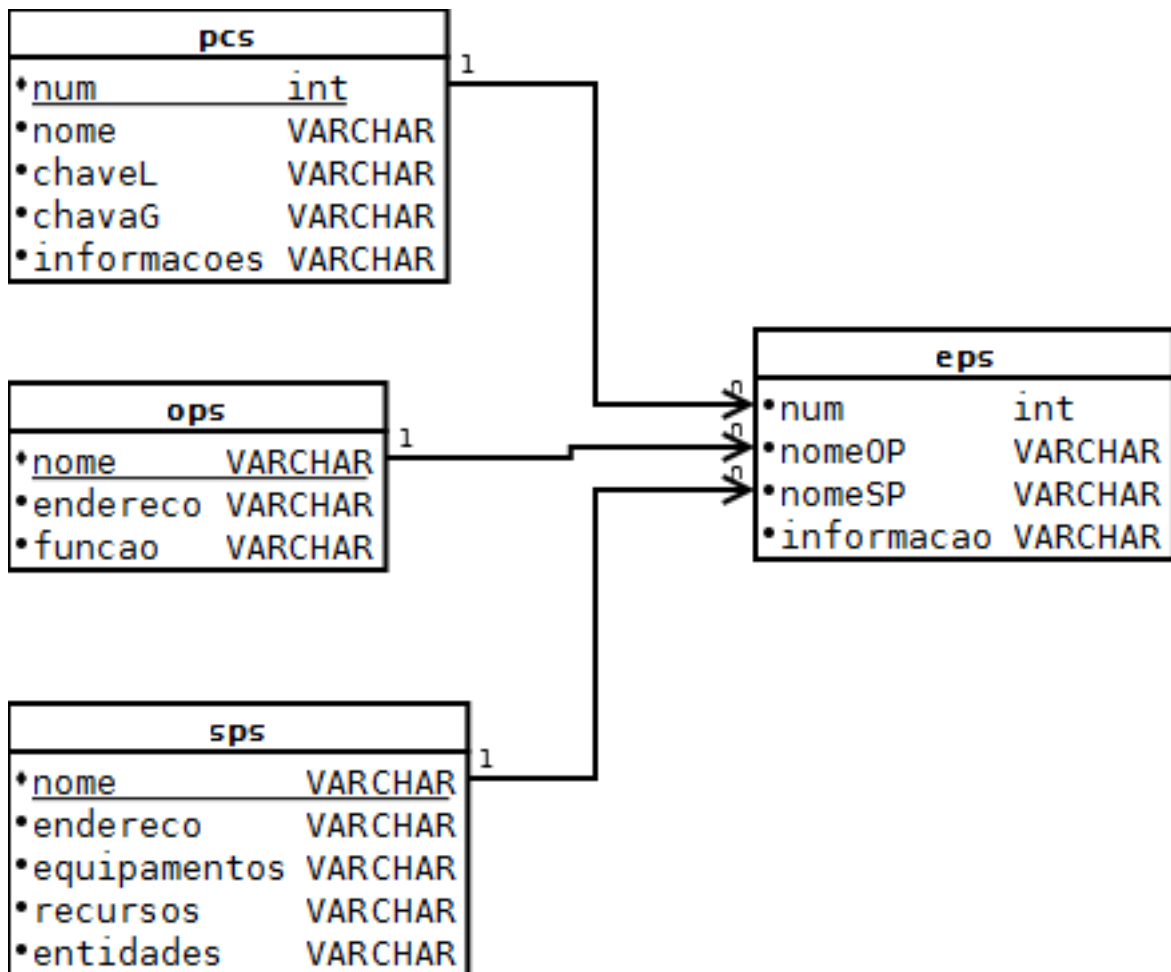 pcs
num int
nome VARCHAR
chaveL VARCHAR
chavaG VARCHAR
informacoes VARCHAR
1
ops
nome VARCHAR
endereco VARCHAR
funcao VARCHAR
1
sps
nome VARCHAR
endereco VARCHAR
equipamentos VARCHAR
recursos VARCHAR
entidades VARCHAR
1
eps
n
num int
n
nomeOP VARCHAR
n
nomeSP VARCHAR
informacao VARCHAR